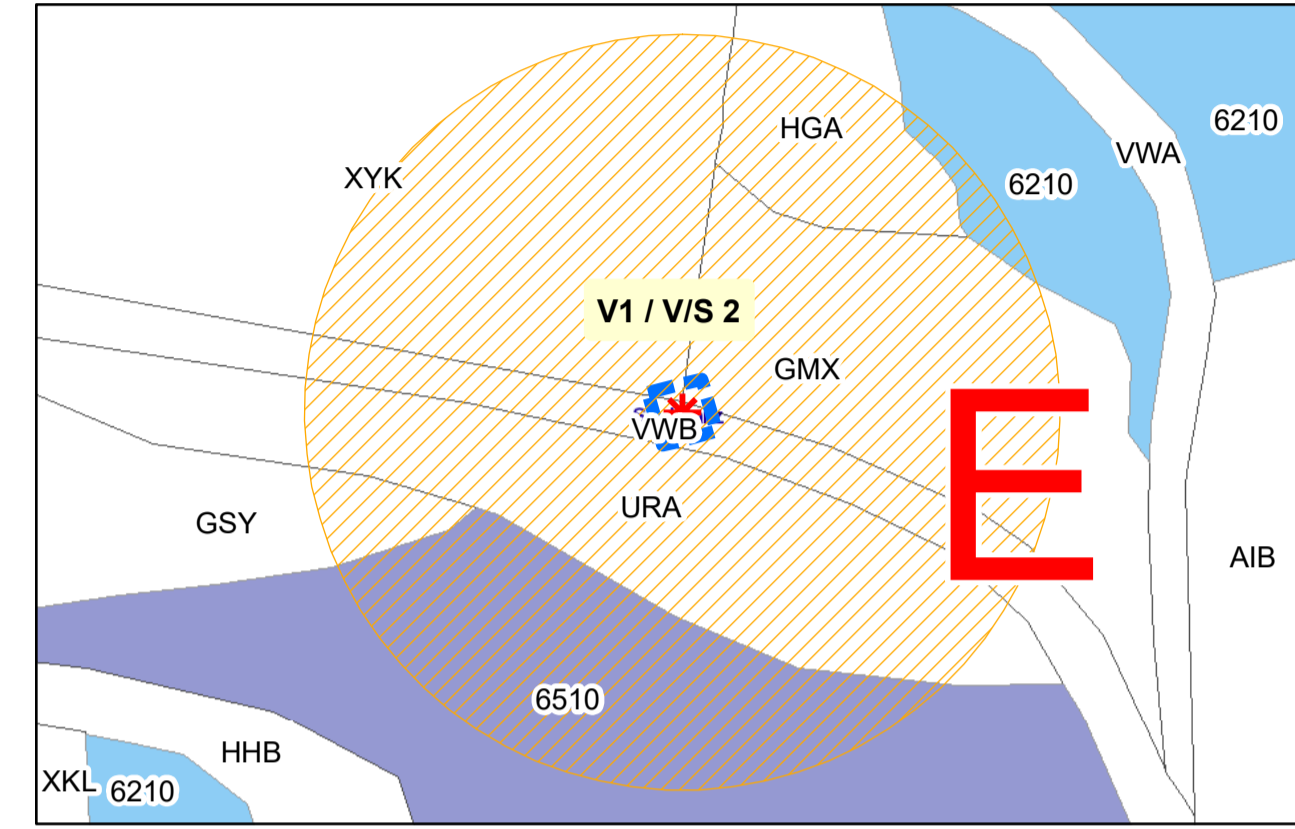 6210
HGA
VWA
XYK
6210
V1 / V/S 2
GMX
VWB
E
URA
GSY
AIB
6510
HHB
XKL
6210